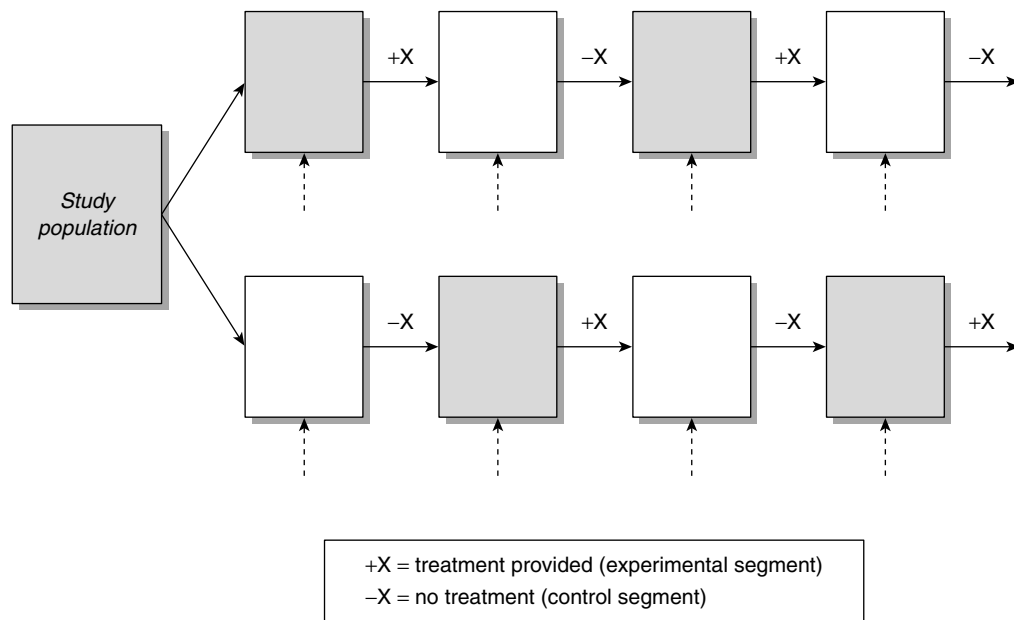 +X
−X
+X
−X
Study
population
−X
+X
−X
+X
+X = treatment provided (experimental segment)
−X = no treatment (control segment)